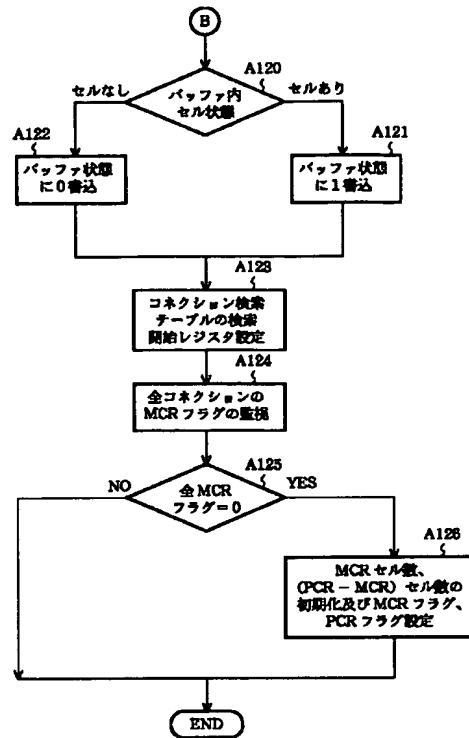 B
A120
バッファ内
セル状態
セルなし
セルあり
A122
バッファ状態
に0書込
A121
バッファ状態
に1書込
A123
コネクション検索
テーブルの検索
開始レジスタ設定
A124
全コネクションの
MCRフラグの監視
A125
全MCR
フラグ=0
NO
YES
A126
MCRセル数、
(PCR－MCR)セル数の
初期化及びMCRフラグ、
PCRフラグ設定
END